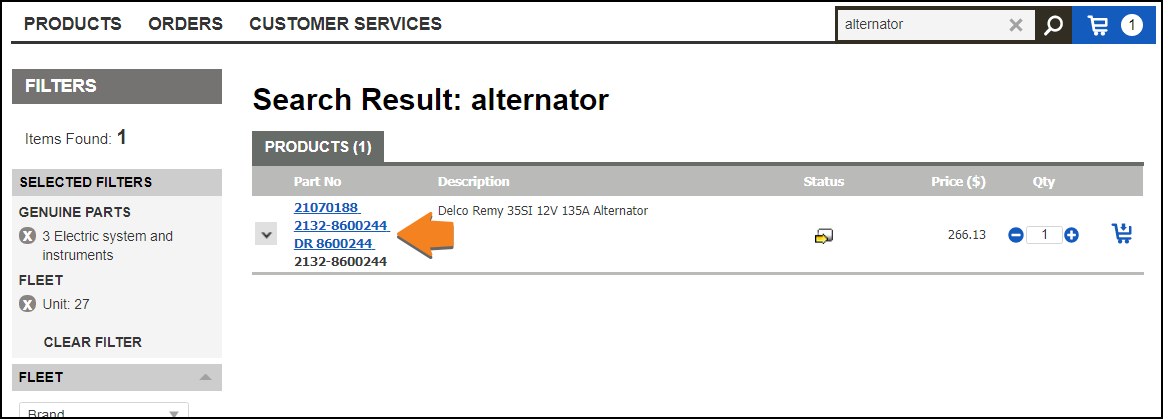 PRODUCTS ORDERS CUSTOMER SERVICES
alternator
1
FILTERS
Items Found: 1
SELECTED FILTERS
GENUINE PARTS
X 3 Electric system and
instruments
FLEET
X Unit: 27
CLEAR FILTER
FLEET
Brand
Search Result: alternator
PRODUCTS (1)
Part No Description Status Price ($) Qty
21070188 Delco Remy 35SI 12V 135A Alternator
2132-8600244
DR 8600244
2132-8600244
266.13 1